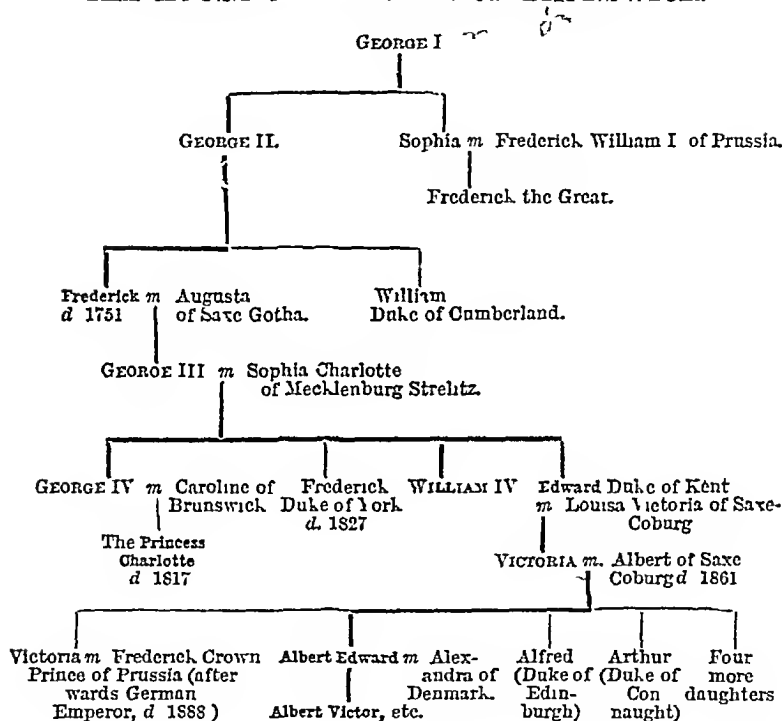 GEORGE I
GEORGE II. Sophia m Frederick William I of Prussia.
Frederick the Great.
Frederick m Augusta William
d 1751 of Saxe Gotha. Duke of Cumberland.
GEORGE III m Sophia Charlotte
of Mecklenburg Strelitz.
GEORGE IV m Caroline of Frederick WILLIAM IV Edward Duke of Kent
Brunswick Duke of York m Louisa Victoria of Saxe-
d. 1827 Coburg
The Princess
Charlotte
d 1817
VICTORIA m. Albert of Saxe
Coburg d 1861
Victoria m Frederick Crown Albert Edward m Alex- Alfred Arthur Four
Prince of Prussia (after andra of (Duke of (Duke of more
wards German Denmark. Edin- Con daughters
Emperor, d 1888) Albert Victor, etc. burgh) naught)